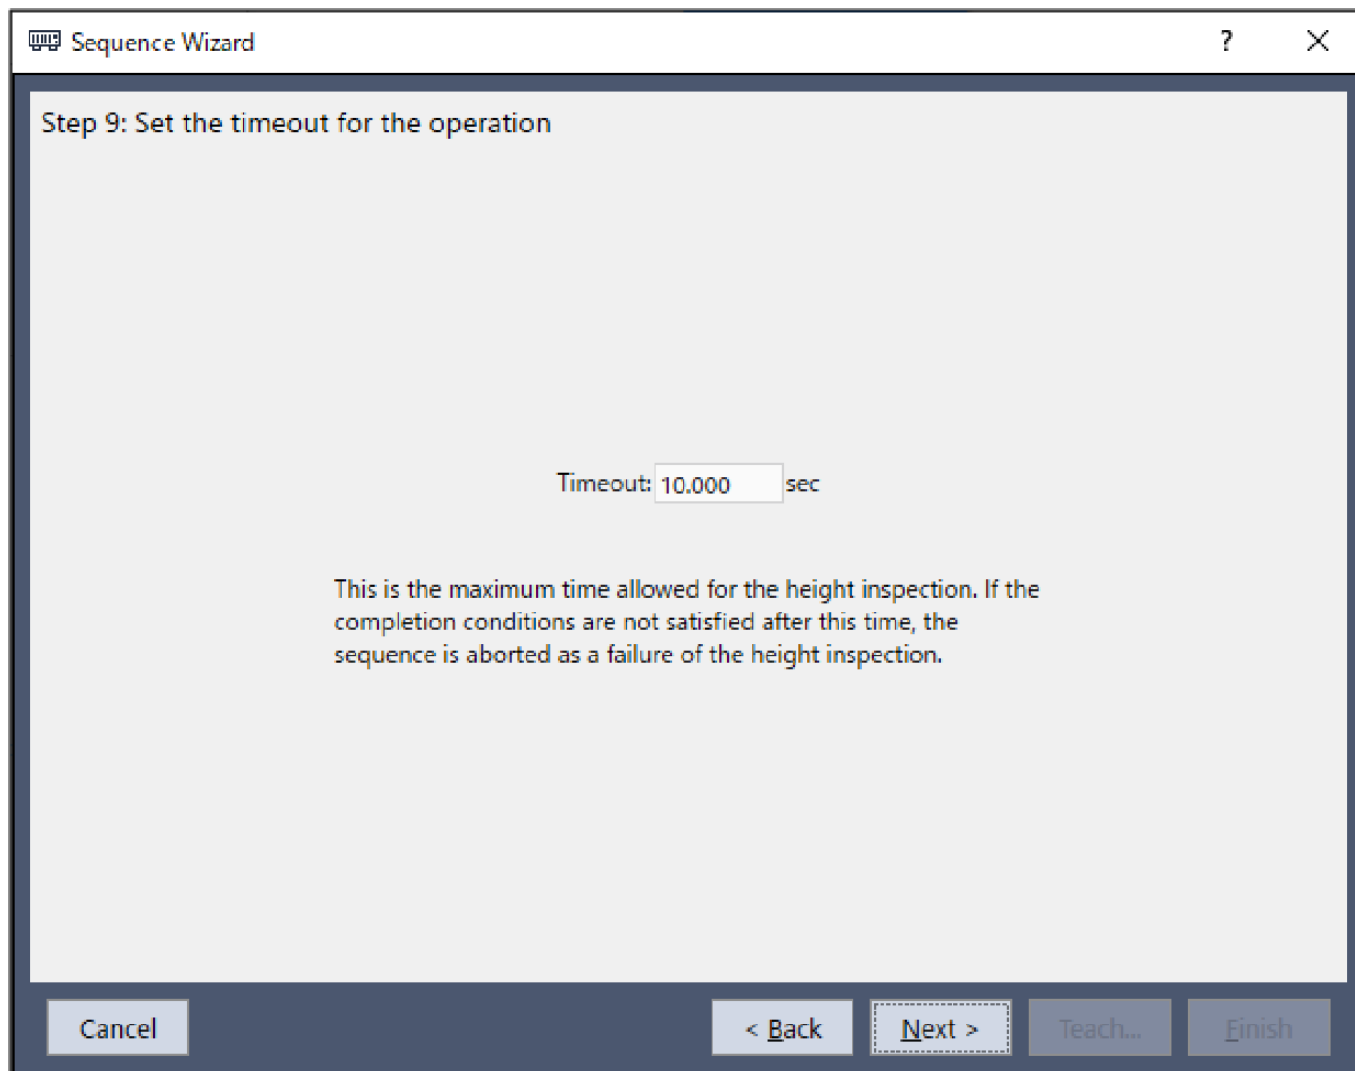 Sequence Wizard
?
Step 9: Set the timeout for the operation
Timeout: 10.000 sec
This is the maximum time allowed for the height inspection. If the
completion conditions are not satisfied after this time, the
sequence is aborted as a failure of the height inspection.
Cancel < Back Next > Teach... Finish